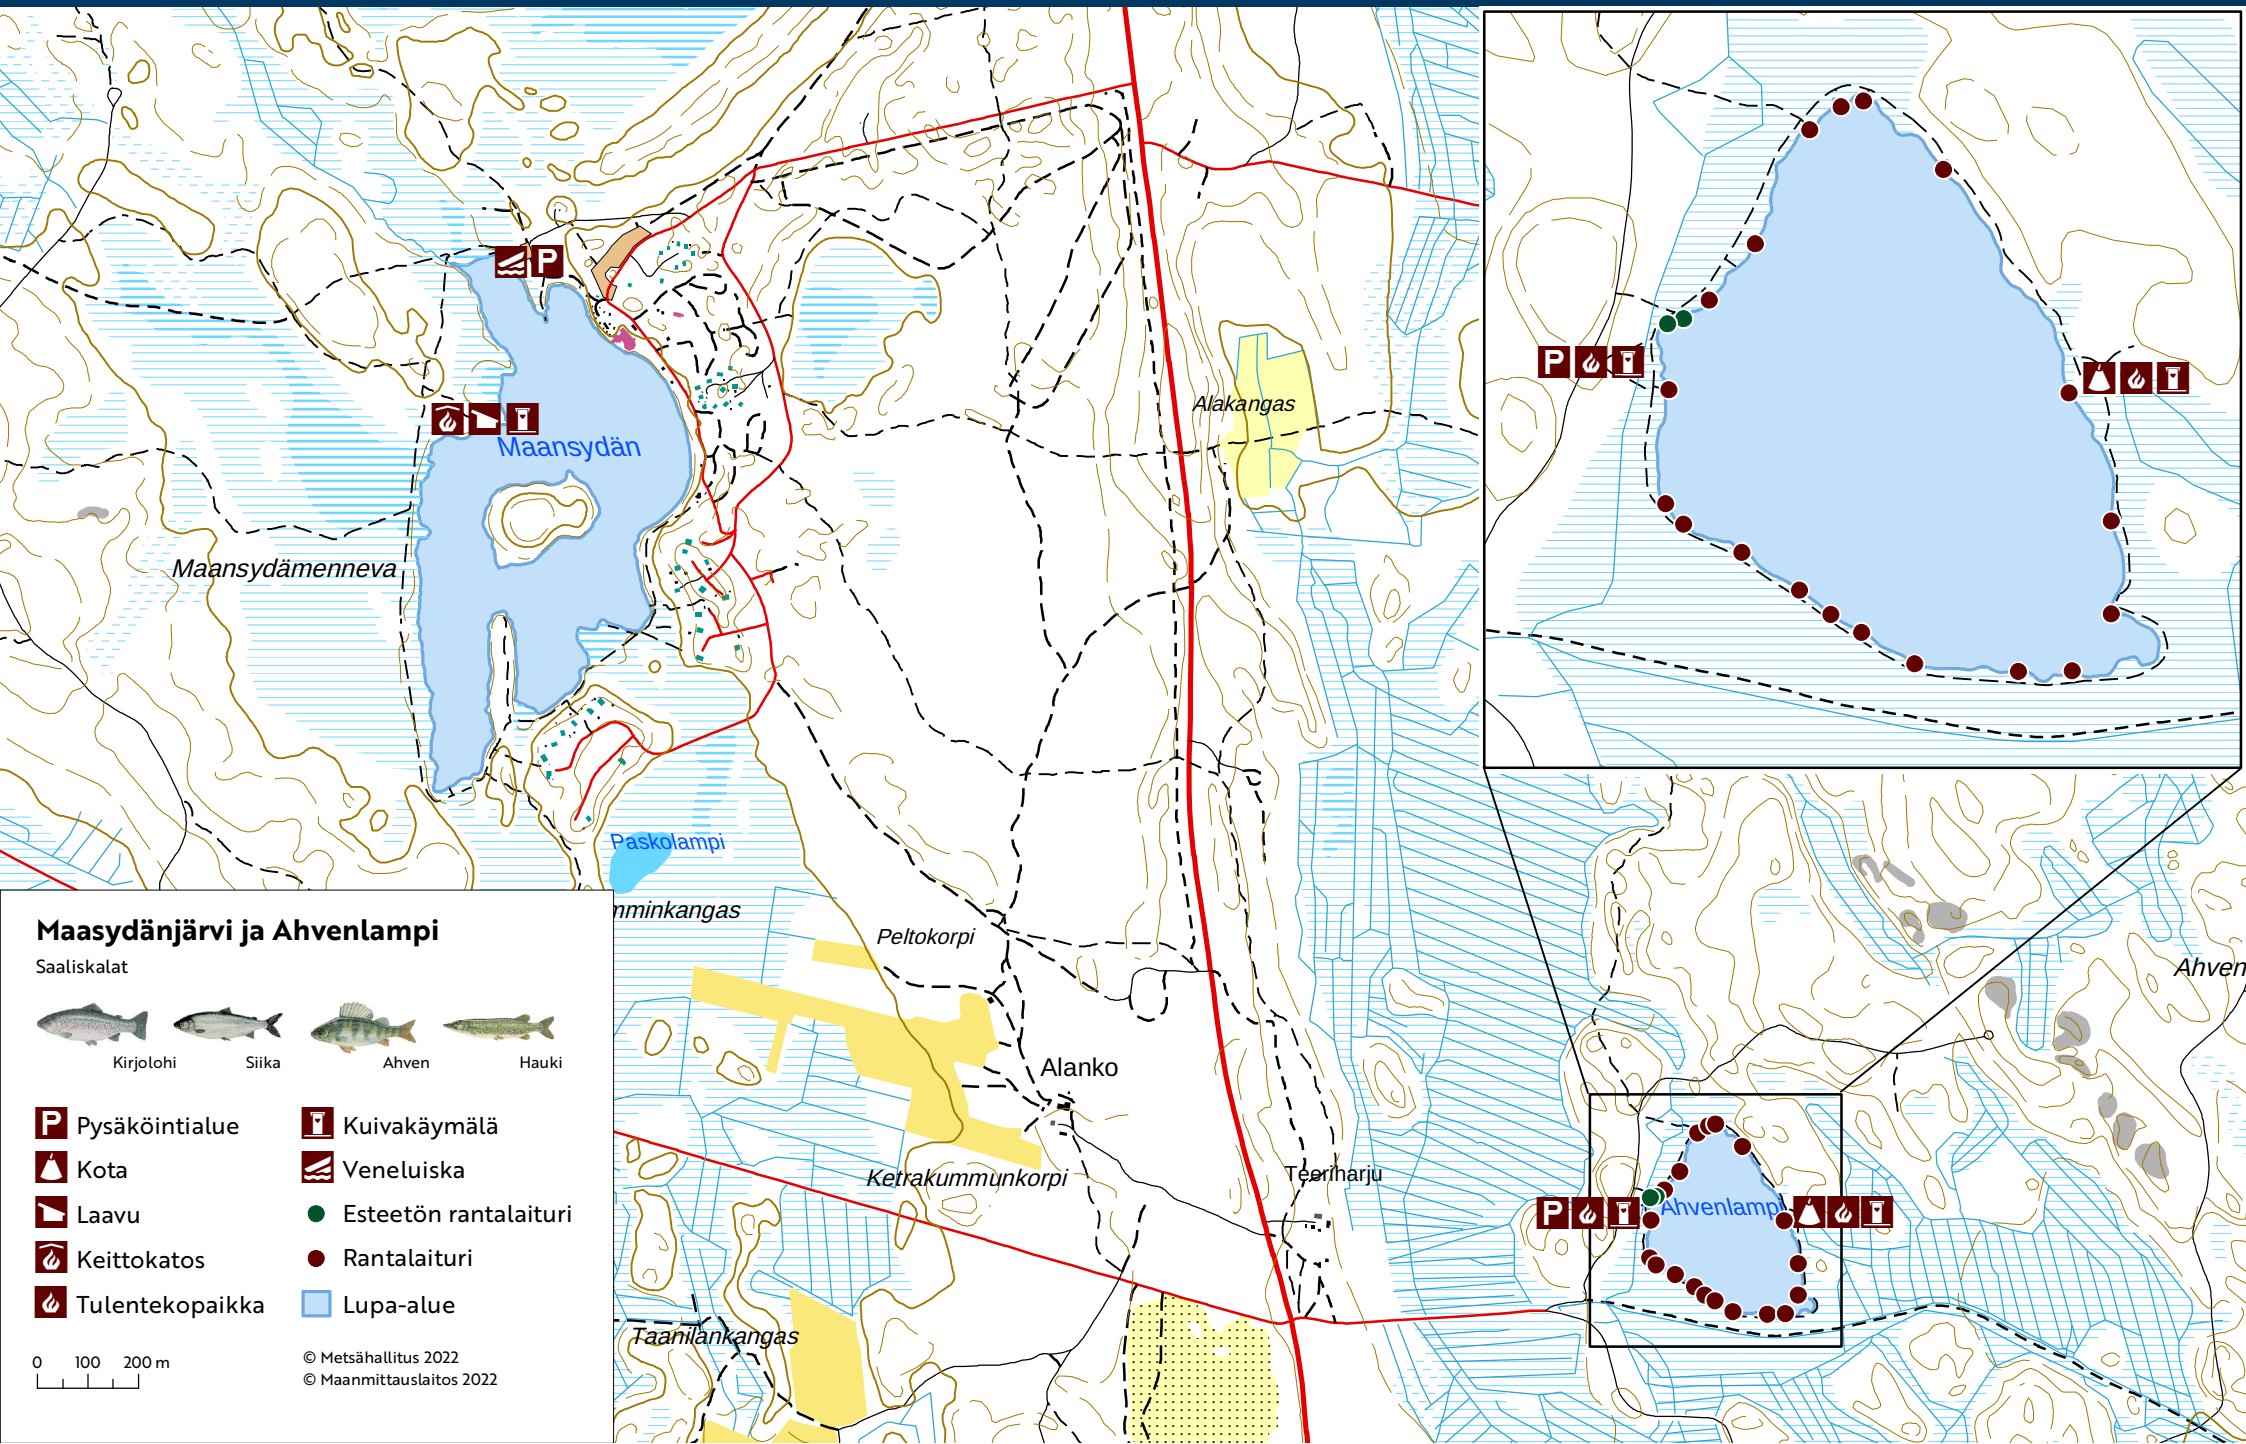 P
Maansydän
Maansydämenneva
Alakangas
P
Paskolampi
mminkangas
Peltokorpi
Alanko
Ketrakummunkorpi
Teeriharju
Taanilankangas
Ahven
P
Ahvenlampi
Maasydänjärvi ja Ahvenlampi
Saaliskalat
Kirjolohi Siika Ahven Hauki
P Pysäköintialue
Kota
Laavu
Keittokatos
Tulentekopaikka
Kuivakäymälä
Veneluiska
Esteetön rantalaituri
Rantalaituri
Lupa-alue
0 100 200 m
© Metsähallitus 2022
© Maanmittauslaitos 2022